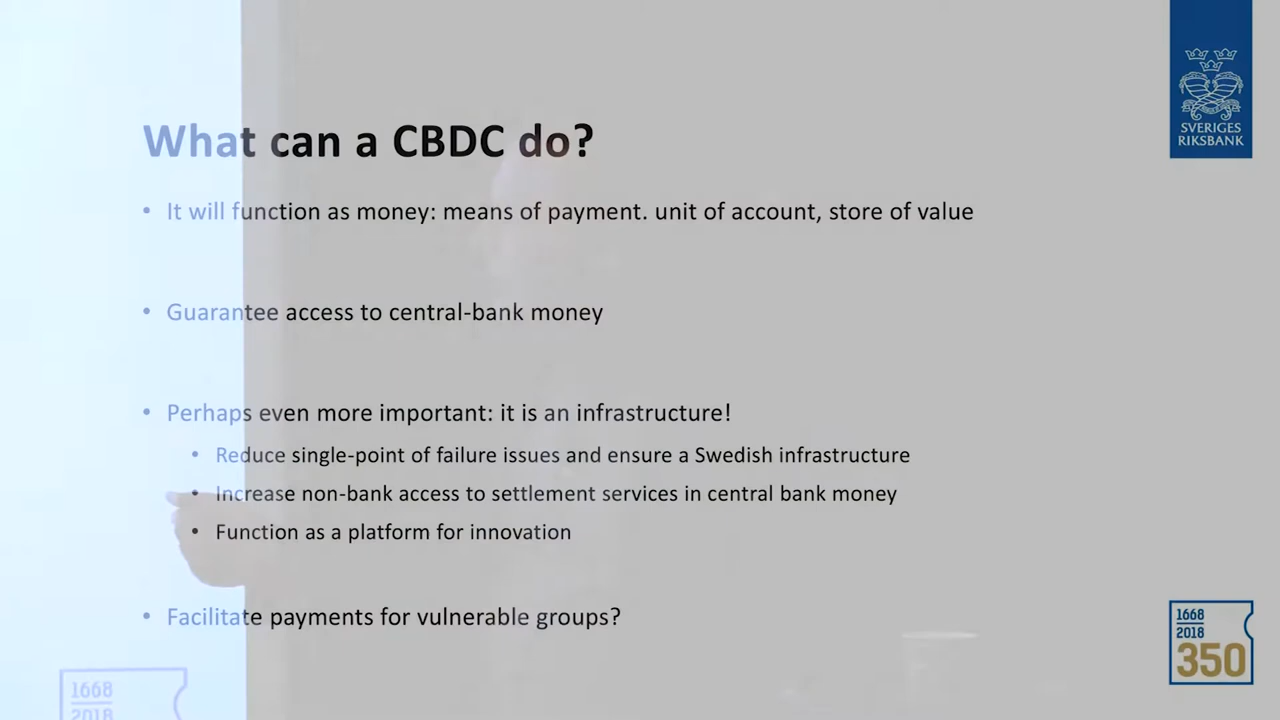 SVERIGES
RIKSBANK
What can a CBDC do?
• It will function as money: means of payment. unit of account, store of value
• Guarantee access to central-bank money
• Perhaps even more important: it is an infrastructure!
• Reduce single-point of failure issues and ensure a Swedish infrastructure
• Increase non-bank access to settlement services in central bank money
• Function as a platform for innovation
• Facilitate payments for vulnerable groups?
1668
2018
350
1668
2018